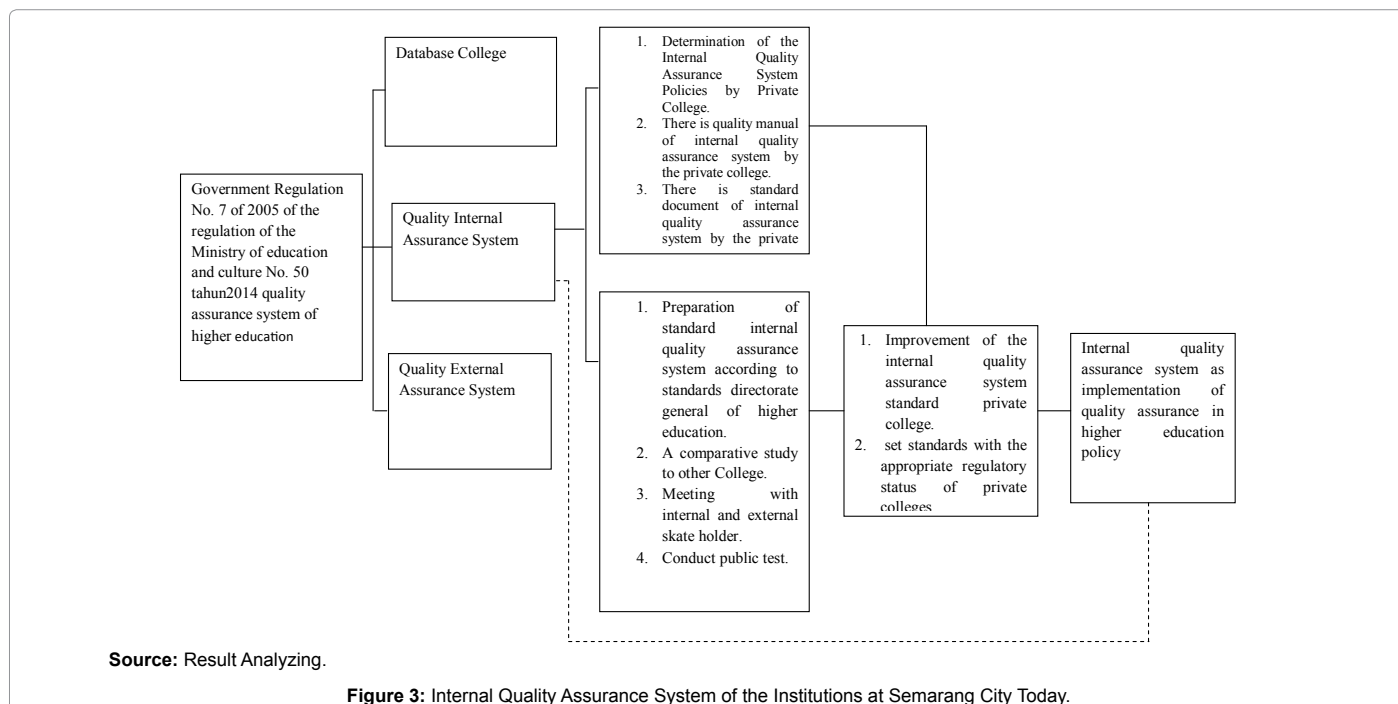 Database College
Government Regulation
No. 7 of 2005 of the
regulation of the
Ministry of education
and culture No. 50
tahun2014 quality
assurance system of
higher education
Quality Internal
Assurance System
Quality External
Assurance System
1. Determination of the
Internal Quality
Assurance System
Policies by Private
College.
2. There is quality manual
of internal quality
assurance system by
the private college.
3. There is standard
document of internal
quality assurance
system by the private
1. Preparation of
standard internal
quality assurance
system according to
standards directorate
general of higher
education.
2. A comparative study
to other College.
3. Meeting with
internal and external
skate holder.
4. Conduct public test.
1. Improvement of the
internal quality
assurance system
standard private
college.
2. set standards with the
appropriate regulatory
status of private
colleges
Internal quality
assurance system as
implementation of
quality assurance in
higher education
policy
Source: Result Analyzing.
Figure 3: Internal Quality Assurance System of the Institutions at Semarang City Today.